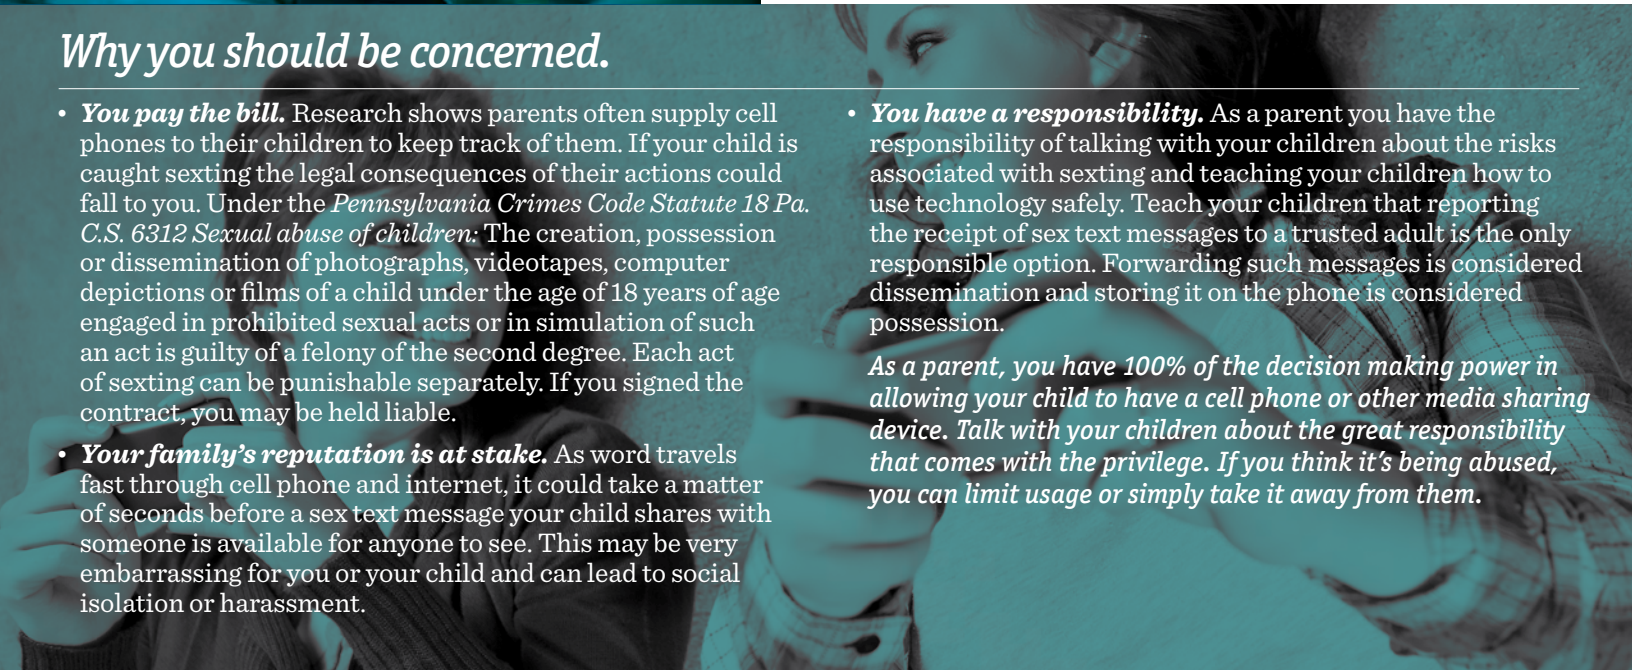 Why you should be concerned.
• You pay the bill. Research shows parents often supply cell
phones to their children to keep track of them. If your child is
caught sexting the legal consequences of their actions could
fall to you. Under the Pennsylvania Crimes Code Statute 18 Pa.
C.S. 6312 Sexual abuse of children: The creation, possession
or dissemination of photographs, videotapes, computer
depictions or films of a child under the age of 18 years of age
engaged in prohibited sexual acts or in simulation of such
an act is guilty of a felony of the second degree. Each act
of sexting can be punishable separately. If you signed the
contract, you may be held liable.
• Your family’s reputation is at stake. As word travels
fast through cell phone and internet, it could take a matter
of seconds before a sex text message your child shares with
someone is available for anyone to see. This may be very
embarrassing for you or your child and can lead to social
isolation or harassment.
• You have a responsibility. As a parent you have the
responsibility of talking with your children about the risks
associated with sexting and teaching your children how to
use technology safely. Teach your children that reporting
the receipt of sex text messages to a trusted adult is the only
responsible option. Forwarding such messages is considered
dissemination and storing it on the phone is considered
possession.
As a parent, you have 100% of the decision making power in
allowing your child to have a cell phone or other media sharing
device. Talk with your children about the great responsibility
that comes with the privilege. If you think it’s being abused,
you can limit usage or simply take it away from them.